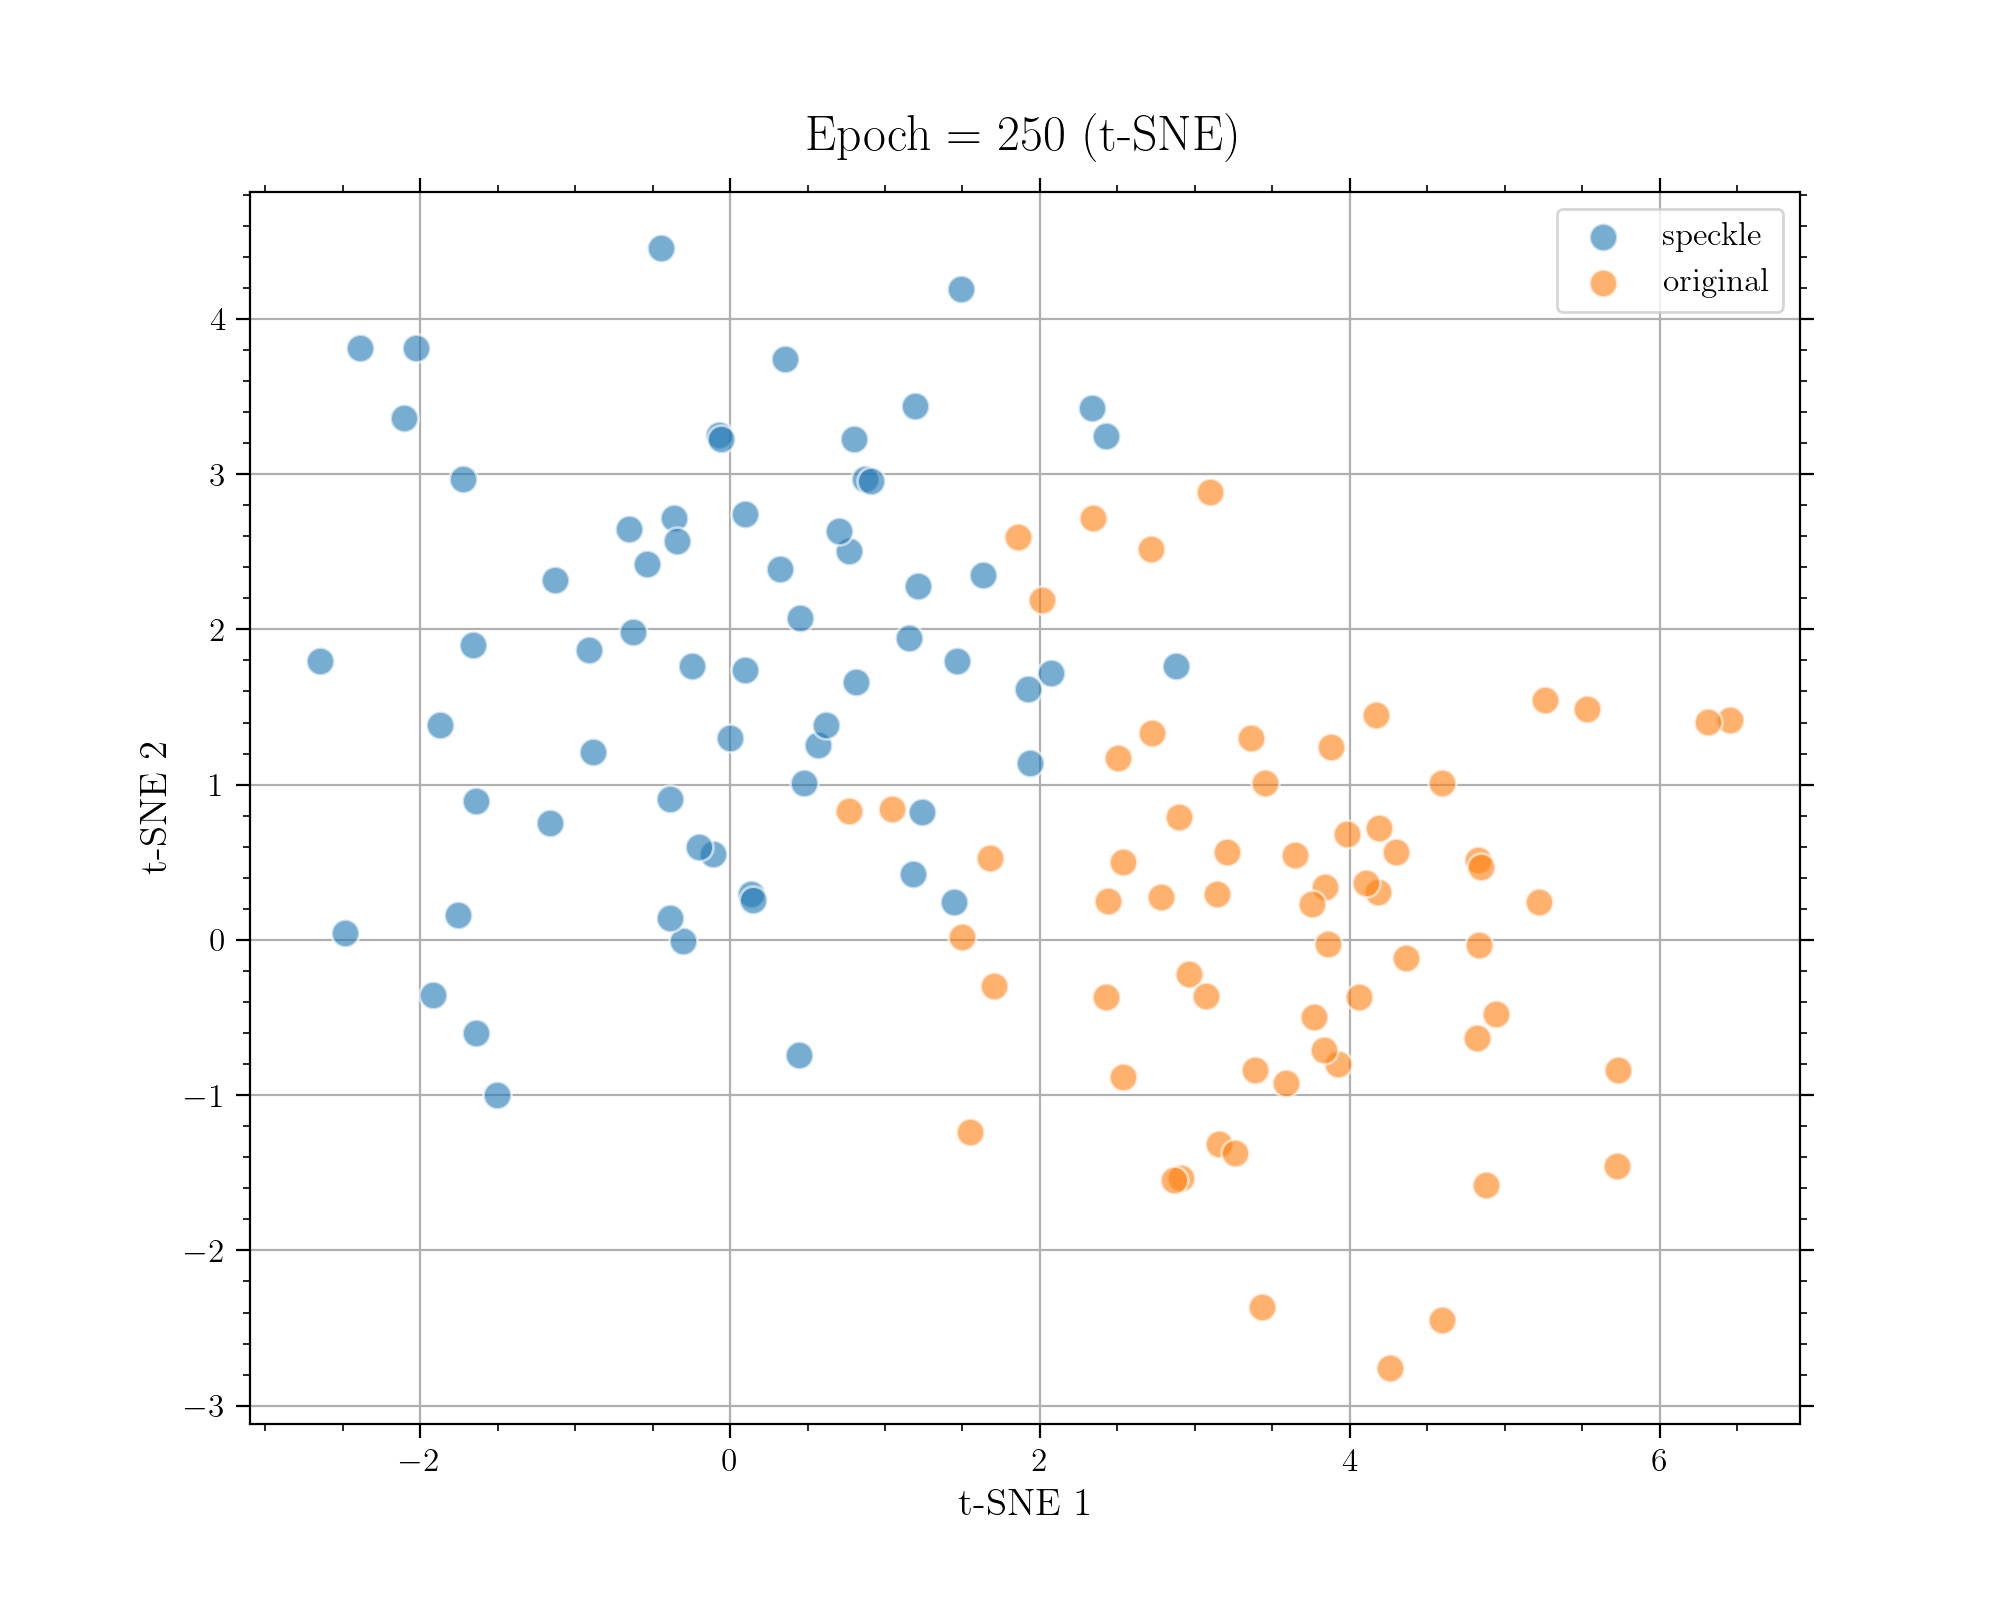 Epoch = 250 (t-SNE)
speckle
original
4
3
2
1
0
−1
−2
−3
t-SNE 2
−2 0 2 4 6
t-SNE 1